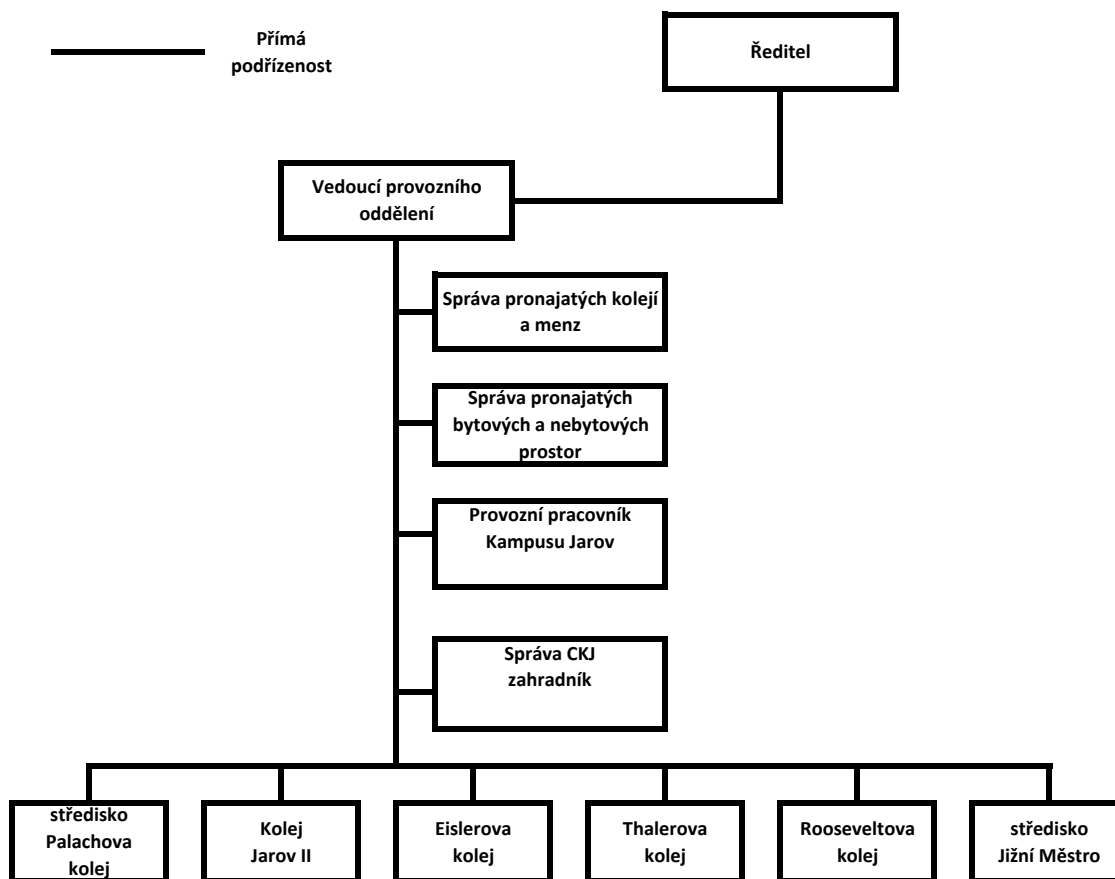 Přímá
podřízenost
Ředitel
Vedoucí provozního
oddělení
Správa pronajatých kolejí
a menz
Správa pronajatých
bytových a nebytových
prostor
Provozní pracovník
Kampusu Jarov
Správa CKJ
zahradník
středisko
Palachova
kolej
Kolej
Jarov II
Eislerova
kolej
Thalerova
kolej
Rooseveltova
kolej
středisko
Jižní Městro